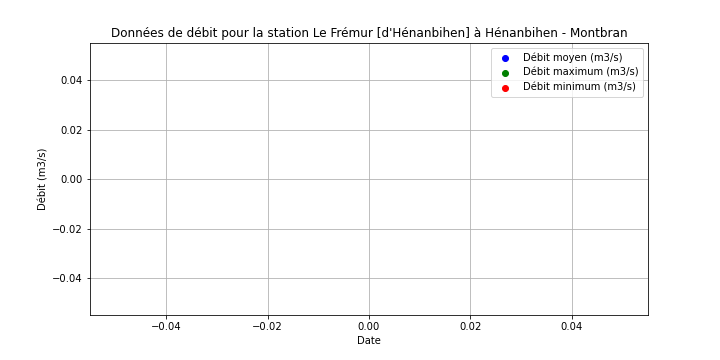 Données de débit pour la station Le Frémur [d'Hénanbihen] à Hénanbihen - Montbran
Débit moyen (m3/s)
Débit maximum (m3/s)
Débit minimum (m3/s)
0.04
0.02
0.00
−0.02
−0.04
Débit (m3/s)
−0.04
−0.02
0.00
0.02
0.04
Date